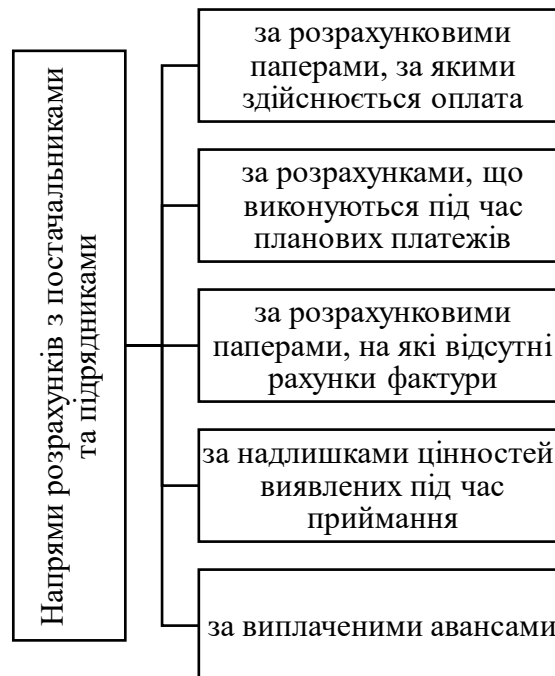 Напрями розрахунків з постачальниками
та підрядниками
за розрахунковими
паперами, за якими
здійснюється оплата
за розрахунками, що
виконуються під час
планових платежів
за розрахунковими
паперами, на які відсутні
рахунки фактури
за надлишками цінностей
виявлених під час
приймання
за виплаченими авансами